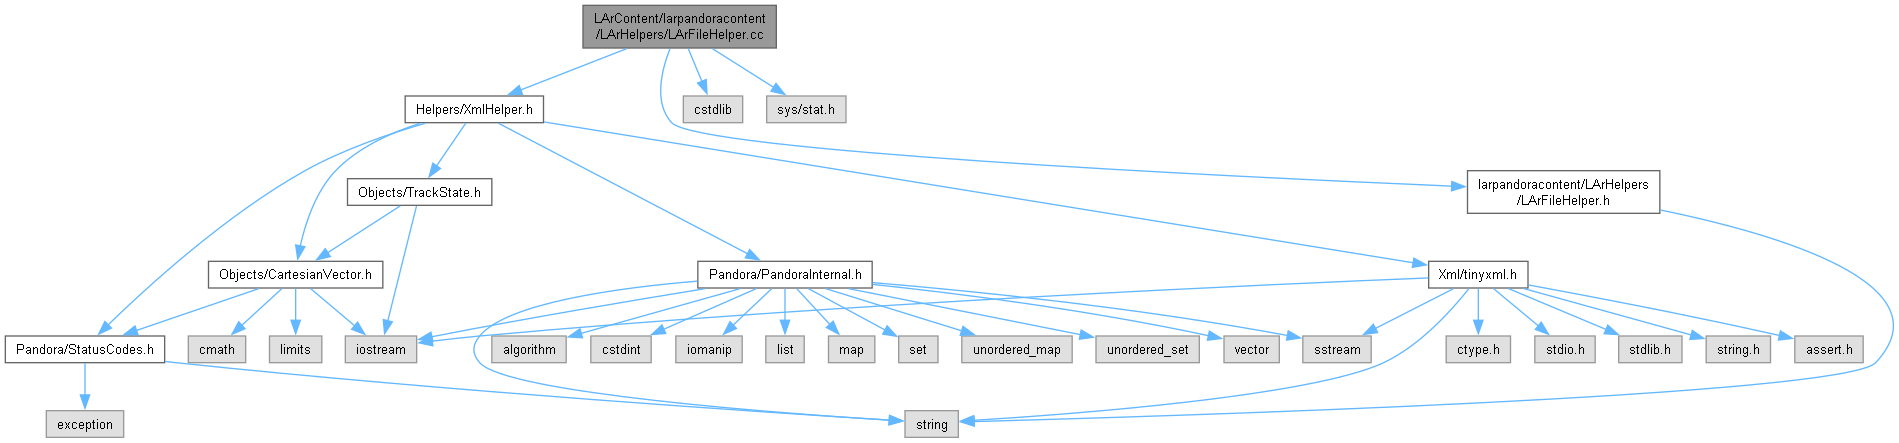 LArContent/larpandoracontent
/LArHelpers/LArFileHelper.cc
Helpers/XmlHelper.h
cstdlib
sys/stat.h
Objects/TrackState.h
larpandoracontent/LArHelpers
/LArFileHelper.h
Objects/CartesianVector.h
Pandora/PandoraInternal.h
Xml/tinyxml.h
Pandora/StatusCodes.h
cmath
limits
iostream
algorithm
cstdint
iomanip
list
map
set
unordered_map
unordered_set
vector
sstream
ctype.h
stdio.h
stdlib.h
string.h
assert.h
exception
string